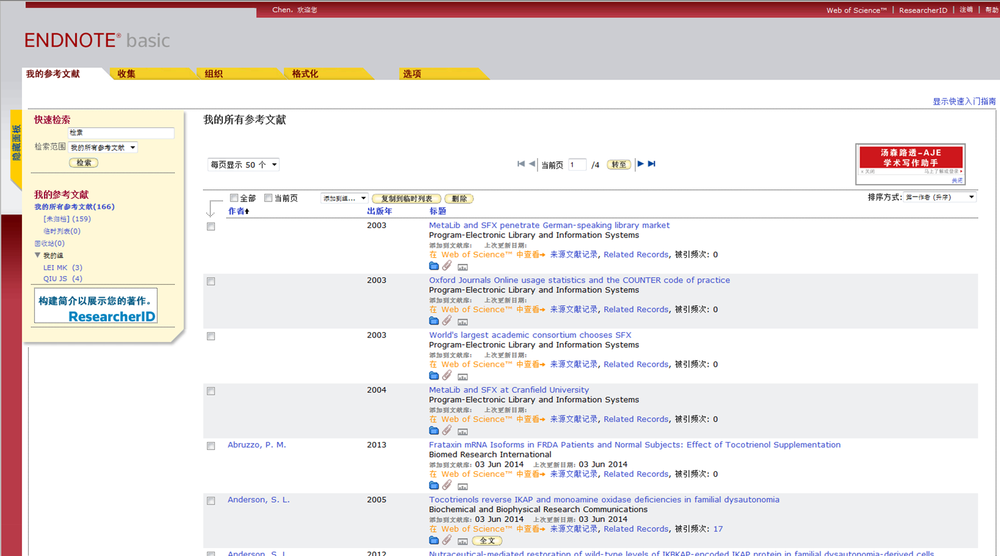 Chen, 欢迎您
Web of Science™ | ResearcherID | 注销 | 帮助
ENDNOTE® basic
我的参考文献 收集 组织 格式化 选项
显示快速入门指南
隐藏面板
快速检索
检索
检索范围 我的所有参考文献
检索
我的参考文献
我的所有参考文献(166)
[未归档] (159)
临时列表(0)
回收站(0)
▼ 我的组
LEI MK (3)
QIU JS (4)
构建简介以展示您的著作。
ResearcherID
我的所有参考文献
每页显示 50 个
当前页 1 /4 转至
汤森路透-AJE
学术写作助手
x 关闭 马上了解或登录
关闭
全部 当前页 添加到组... 复制到临时列表 删除
排序方式: 第一作者 (升序)
作者 出版年 标题
2003 MetaLib and SFX penetrate German-speaking library market
Program-Electronic Library and Information Systems
添加到文献库: 上次更新日期:
在 Web of Science™ 中查看➔ 来源文献记录, Related Records, 被引频次: 0
2003 Oxford Journals Online usage statistics and the COUNTER code of practice
Program-Electronic Library and Information Systems
添加到文献库: 上次更新日期:
在 Web of Science™ 中查看➔ 来源文献记录, Related Records, 被引频次: 0
2003 World's largest academic consortium chooses SFX
Program-Electronic Library and Information Systems
添加到文献库: 上次更新日期:
在 Web of Science™ 中查看➔ 来源文献记录, Related Records, 被引频次: 0
2004 MetaLib and SFX at Cranfield University
Program-Electronic Library and Information Systems
添加到文献库: 上次更新日期:
在 Web of Science™ 中查看➔ 来源文献记录, Related Records, 被引频次: 0
Abruzzo, P. M. 2013 Frataxin mRNA Isoforms in FRDA Patients and Normal Subjects: Effect of Tocotrienol Supplementation
Biomed Research International
添加到文献库: 03 Jun 2014 上次更新日期: 03 Jun 2014
在 Web of Science™ 中查看➔ 来源文献记录, Related Records, 被引频次: 0
Anderson, S. L. 2005 Tocotrienols reverse IKAP and monoamine oxidase deficiencies in familial dysautonomia
Biochemical and Biophysical Research Communications
添加到文献库: 03 Jun 2014 上次更新日期: 03 Jun 2014
在 Web of Science™ 中查看➔ 来源文献记录, Related Records, 被引频次: 17
全文
Anderson, S. L. 2012 Nutraceutical-mediated restoration of wild-type levels of IKBKAP-encoded IKAP protein in familial dysautonomia-derived cells